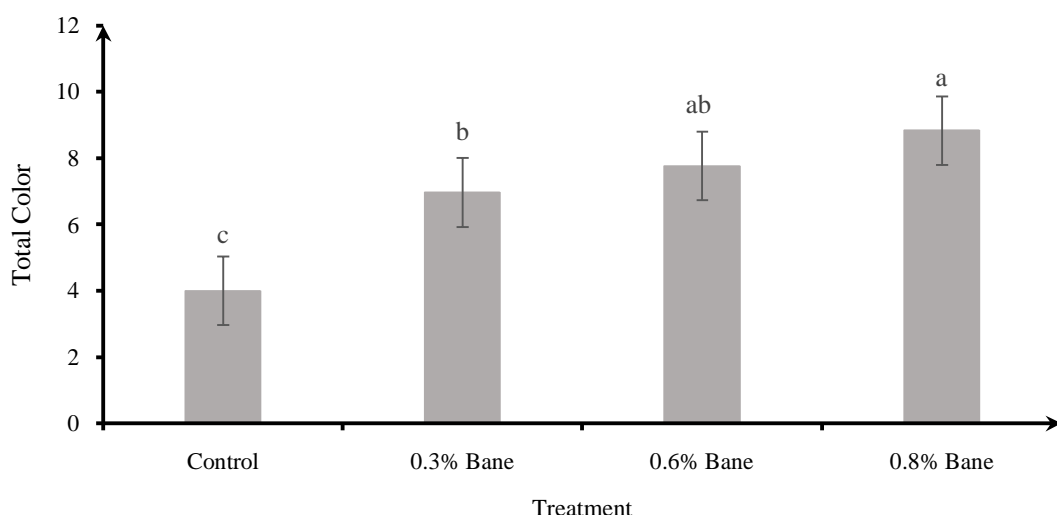 12
10
8
6
4
2
0
Total Color
c
b
ab
a
Control
0.3% Bane
0.6% Bane
0.8% Bane
Treatment